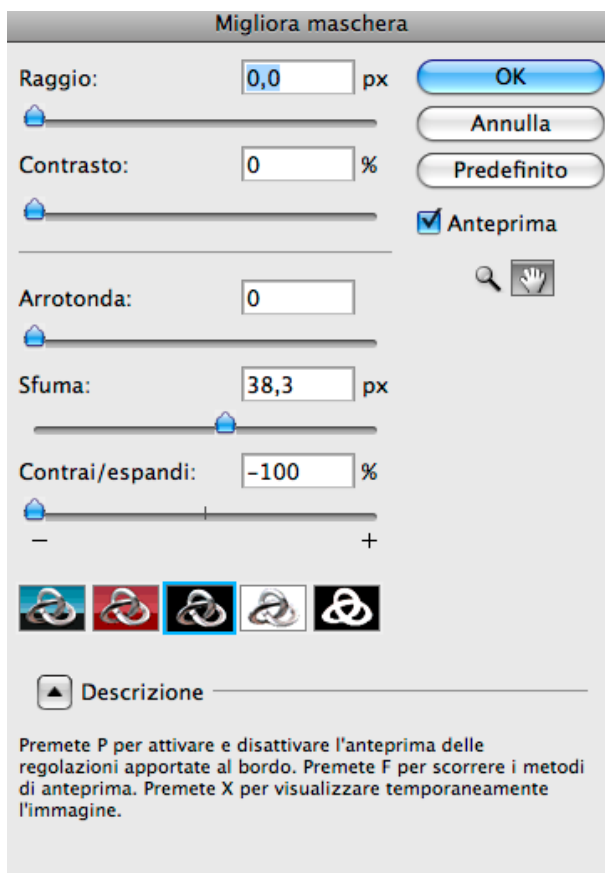 Migliora maschera
Raggio: 0,0 px
OK
Annulla
Contrasto: 0 %
Predefinito
Anteprima
Arrotonda: 0
Sfuma: 38,3 px
Contrai/espandi: -100 %
– +
Descrizione
Premete P per attivare e disattivare l'anteprima delle
regolazioni apportate al bordo. Premete F per scorrere i metodi
di anteprima. Premete X per visualizzare temporaneamente
l'immagine.